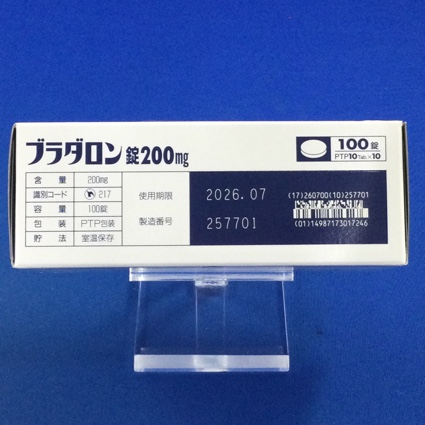 ブラダロン錠200mg
100錠
PTP10Tab.×10
含量 200mg
識別コード 217
容量 100錠
包装 PTP包装
貯法 室温保存
使用期限 2026.07
製造番号 257701
(17)260700(10)257701
(01)14987173017246